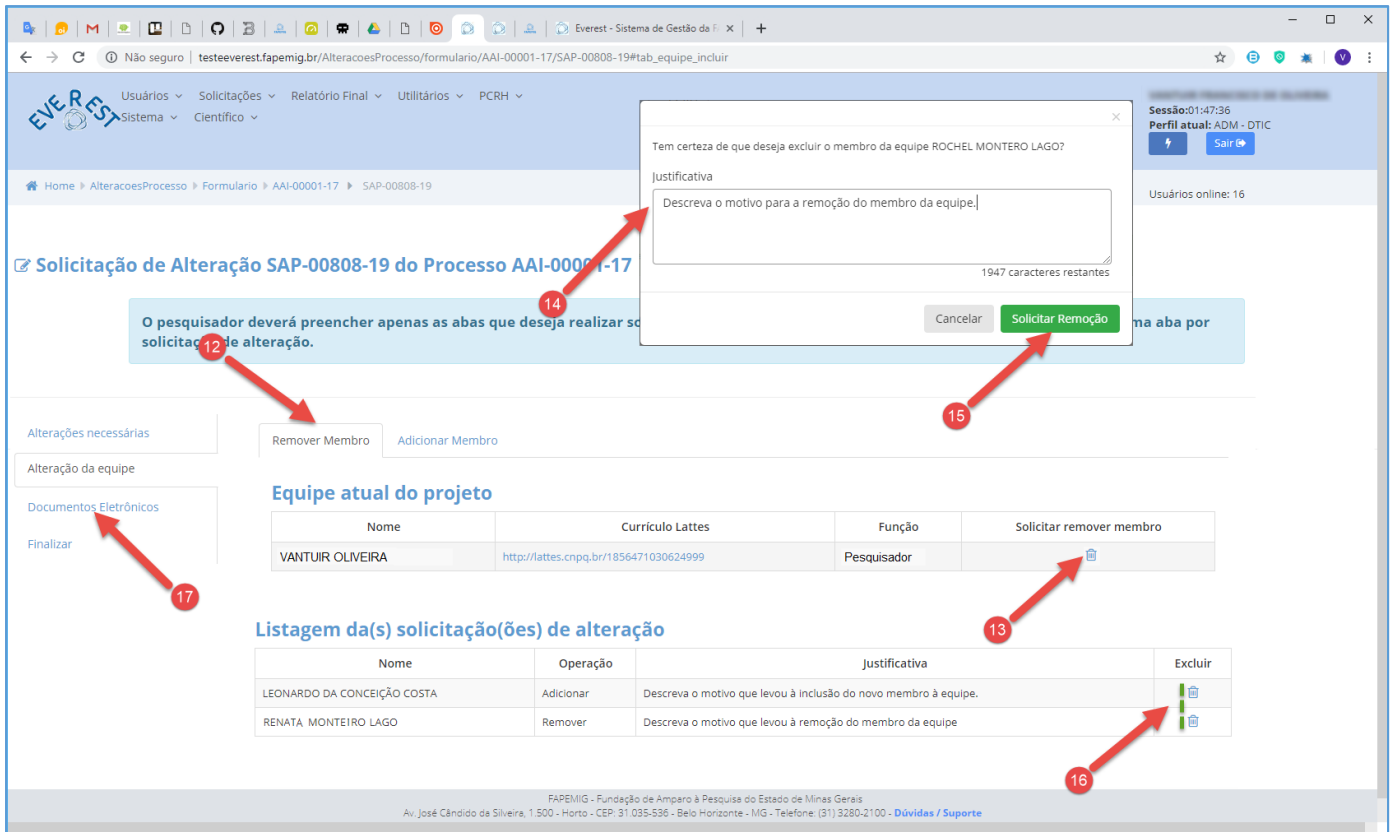 Everest - Sistema de Gestão da F
Não seguro | testeeverest.fapemig.br/AlteracoesProcesso/formulario/AAI-00001-17/SAP-00808-19#tab_equipe_incluir
V
EVEREST
Usuários Solicitações Relatório Final Utilitários PCRH
Sistema Científico
Sessão:01:47:36
Perfil atual: ADM - DTIC
Sair
Home AlteracoesProcesso Formulario AAI-00001-17 SAP-00808-19
Usuários online: 16
Tem certeza de que deseja excluir o membro da equipe ROCHEL MONTERO LAGO?
Justificativa
Descreva o motivo para a remoção do membro da equipe.
1947 caracteres restantes
Cancelar Solicitar Remoção
14
15
Solicitação de Alteração SAP-00808-19 do Processo AAI-00001-17
O pesquisador deverá preencher apenas as abas que deseja realizar so
ma aba por
solicitação de alteração.
12
Alterações necessárias
Alteração da equipe
Documentos Eletrônicos
Finalizar
17
Remover Membro Adicionar Membro
Equipe atual do projeto
Nome Currículo Lattes Função Solicitar remover membro
VANTUIR OLIVEIRA http://lattes.cnpq.br/1856471030624999 Pesquisador
13
Listagem da(s) solicitação(ões) de alteração
Nome Operação Justificativa Excluir
LEONARDO DA CONCEIÇÃO COSTA Adicionar Descreva o motivo que levou à inclusão do novo membro à equipe.
RENATA MONTEIRO LAGO Remover Descreva o motivo que levou à remoção do membro da equipe
16
FAPEMIG - Fundação de Amparo à Pesquisa do Estado de Minas Gerais
Av. José Cândido da Silveira, 1.500 - Horto - CEP: 31.035-536 - Belo Horizonte - MG - Telefone: (31) 3280-2100 - Dúvidas / Suporte